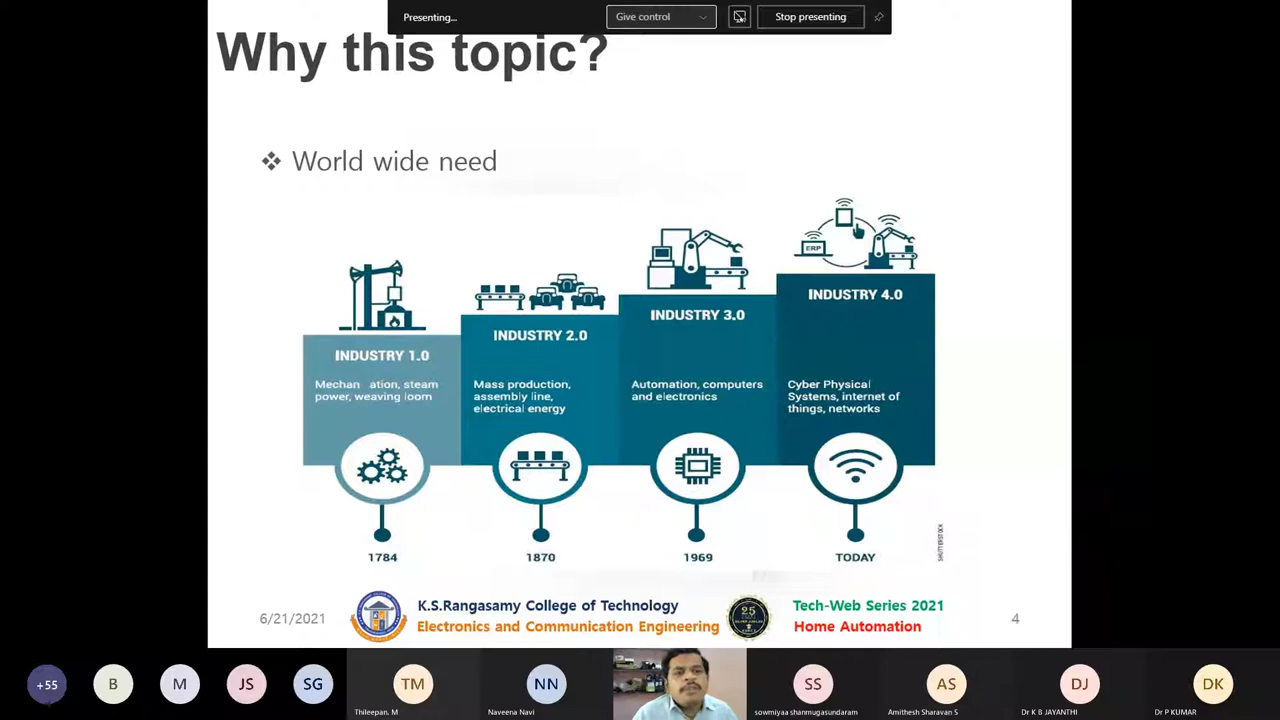 Presenting...
Give control
Stop presenting
Why this topic?
❖ World wide need
ERP
INDUSTRY 1.0
Mechan ation, steam
power, weaving loom
INDUSTRY 2.0
Mass production,
assembly line,
electrical energy
INDUSTRY 3.0
Automation, computers
and electronics
INDUSTRY 4.0
Cyber Physical
Systems, internet of
things, networks
1784
1870
1969
TODAY
SHUTTERSTOCK
6/21/2021
K.S.Rangasamy College of Technology
Electronics and Communication Engineering
25
Tech-Web Series 2021
Home Automation
4
+55
B
M
JS
SG
TM
Thileepan. M
NN
Naveena Navi
SS
sowmiyaa shanmugasundaram
AS
Amithesh Sharavan S
DJ
Dr K B JAYANTHI
DK
Dr P KUMAR